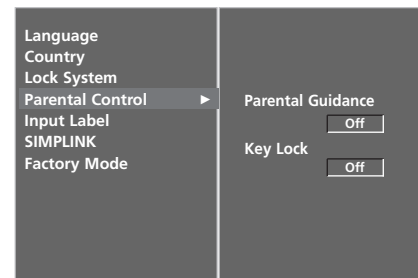 Language
Country
Lock System
Parental Control ►
Input Label
SIMPLINK
Factory Mode
Parental Guidance
Off
Key Lock
Off